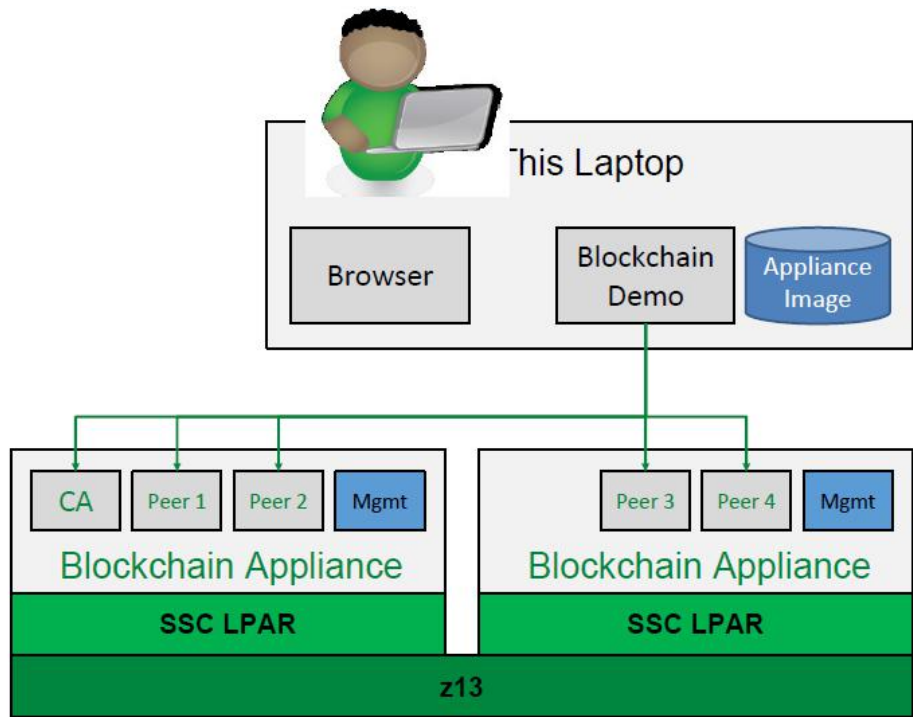 This Laptop
Browser
Blockchain
Demo
Appliance
Image
CA
Peer 1
Peer 2
Mgmt
Blockchain Appliance
SSC LPAR
Peer 3
Peer 4
Mgmt
Blockchain Appliance
SSC LPAR
z13